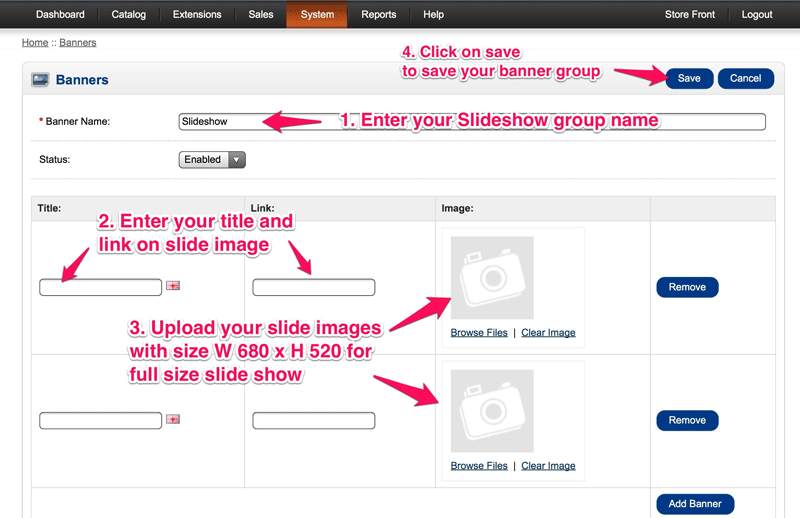 Dashboard Catalog Extensions Sales System Reports Help Store Front Logout
Home :: Banners
4. Click on save
to save your banner group
Banners
Save Cancel
* Banner Name:
Slideshow
1. Enter your Slideshow group name
Status:
Enabled
Title: Link: Image:
2. Enter your title and
link on slide image
Remove
3. Upload your slide images
with size W 680 x H 520 for
full size slide show
Browse Files | Clear Image
Remove
Browse Files | Clear Image
Add Banner